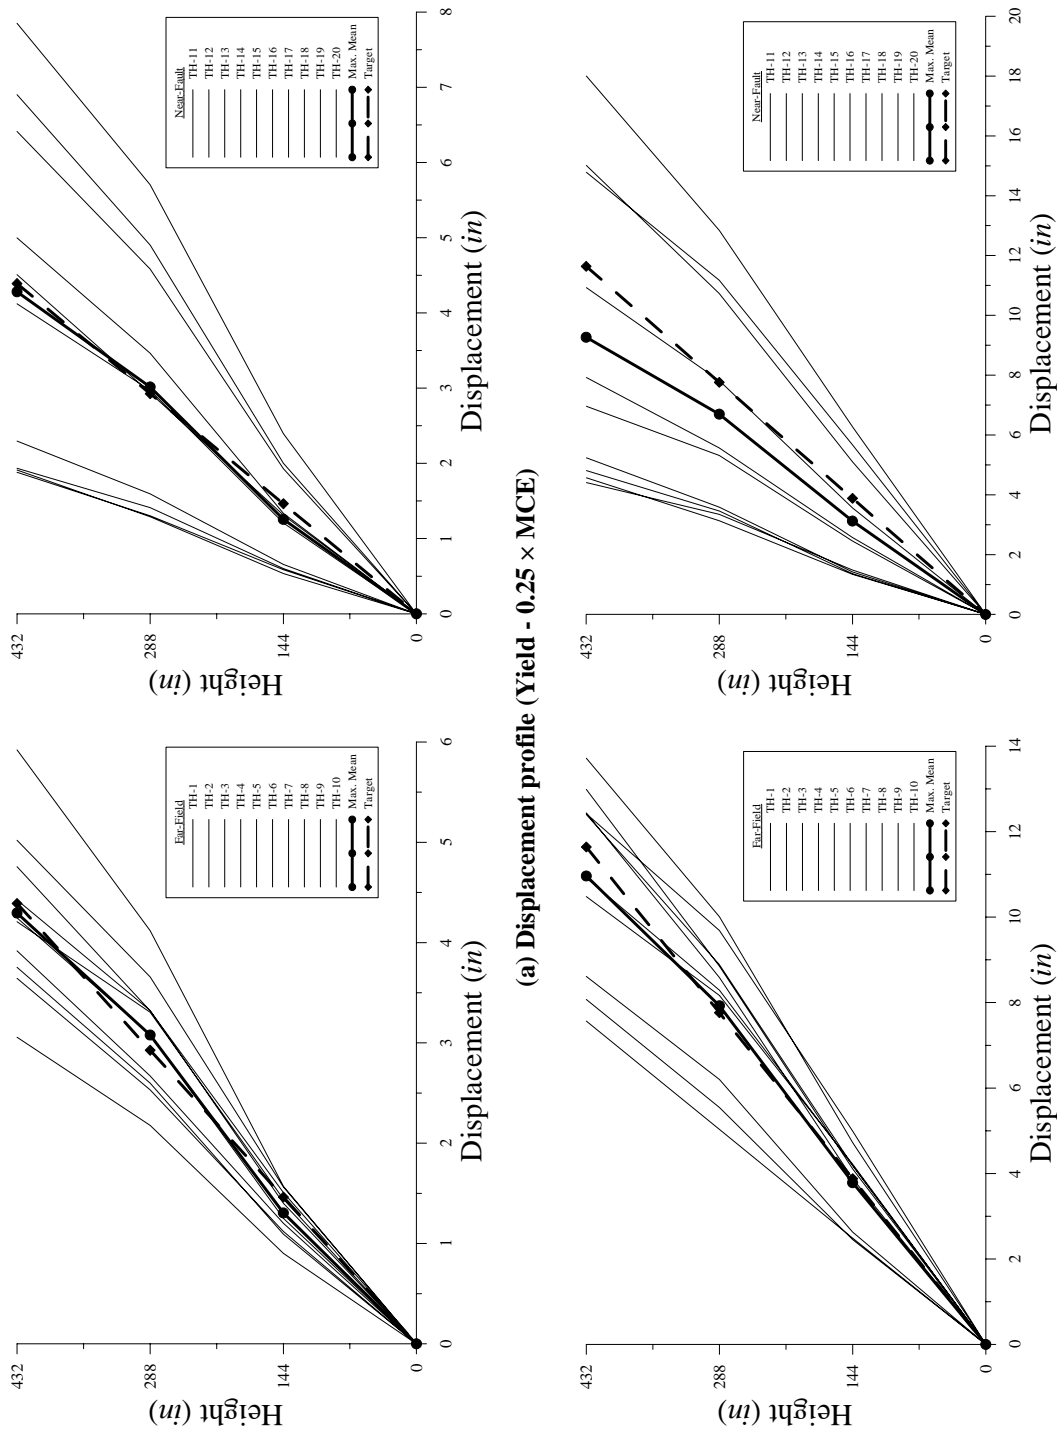 432
288
144
0
Height (in)
0
1
2
3
4
5
6
Displacement (in)
Far-Field
TH-1
TH-2
TH-3
TH-4
TH-5
TH-6
TH-7
TH-8
TH-9
TH-10
Max. Mean
Target
432
288
144
0
Height (in)
0
1
2
3
4
5
6
7
8
Displacement (in)
Near-Fault
TH-11
TH-12
TH-13
TH-14
TH-15
TH-16
TH-17
TH-18
TH-19
TH-20
Max. Mean
Target
(a) Displacement profile (Yield - 0.25 × MCE)
432
288
144
0
Height (in)
0
2
4
6
8
10
12
14
Displacement (in)
Far-Field
TH-1
TH-2
TH-3
TH-4
TH-5
TH-6
TH-7
TH-8
TH-9
TH-10
Max. Mean
Target
432
288
144
0
Height (in)
0
2
4
6
8
10
12
14
16
18
20
Displacement (in)
Near-Fault
TH-11
TH-12
TH-13
TH-14
TH-15
TH-16
TH-17
TH-18
TH-19
TH-20
Max. Mean
Target